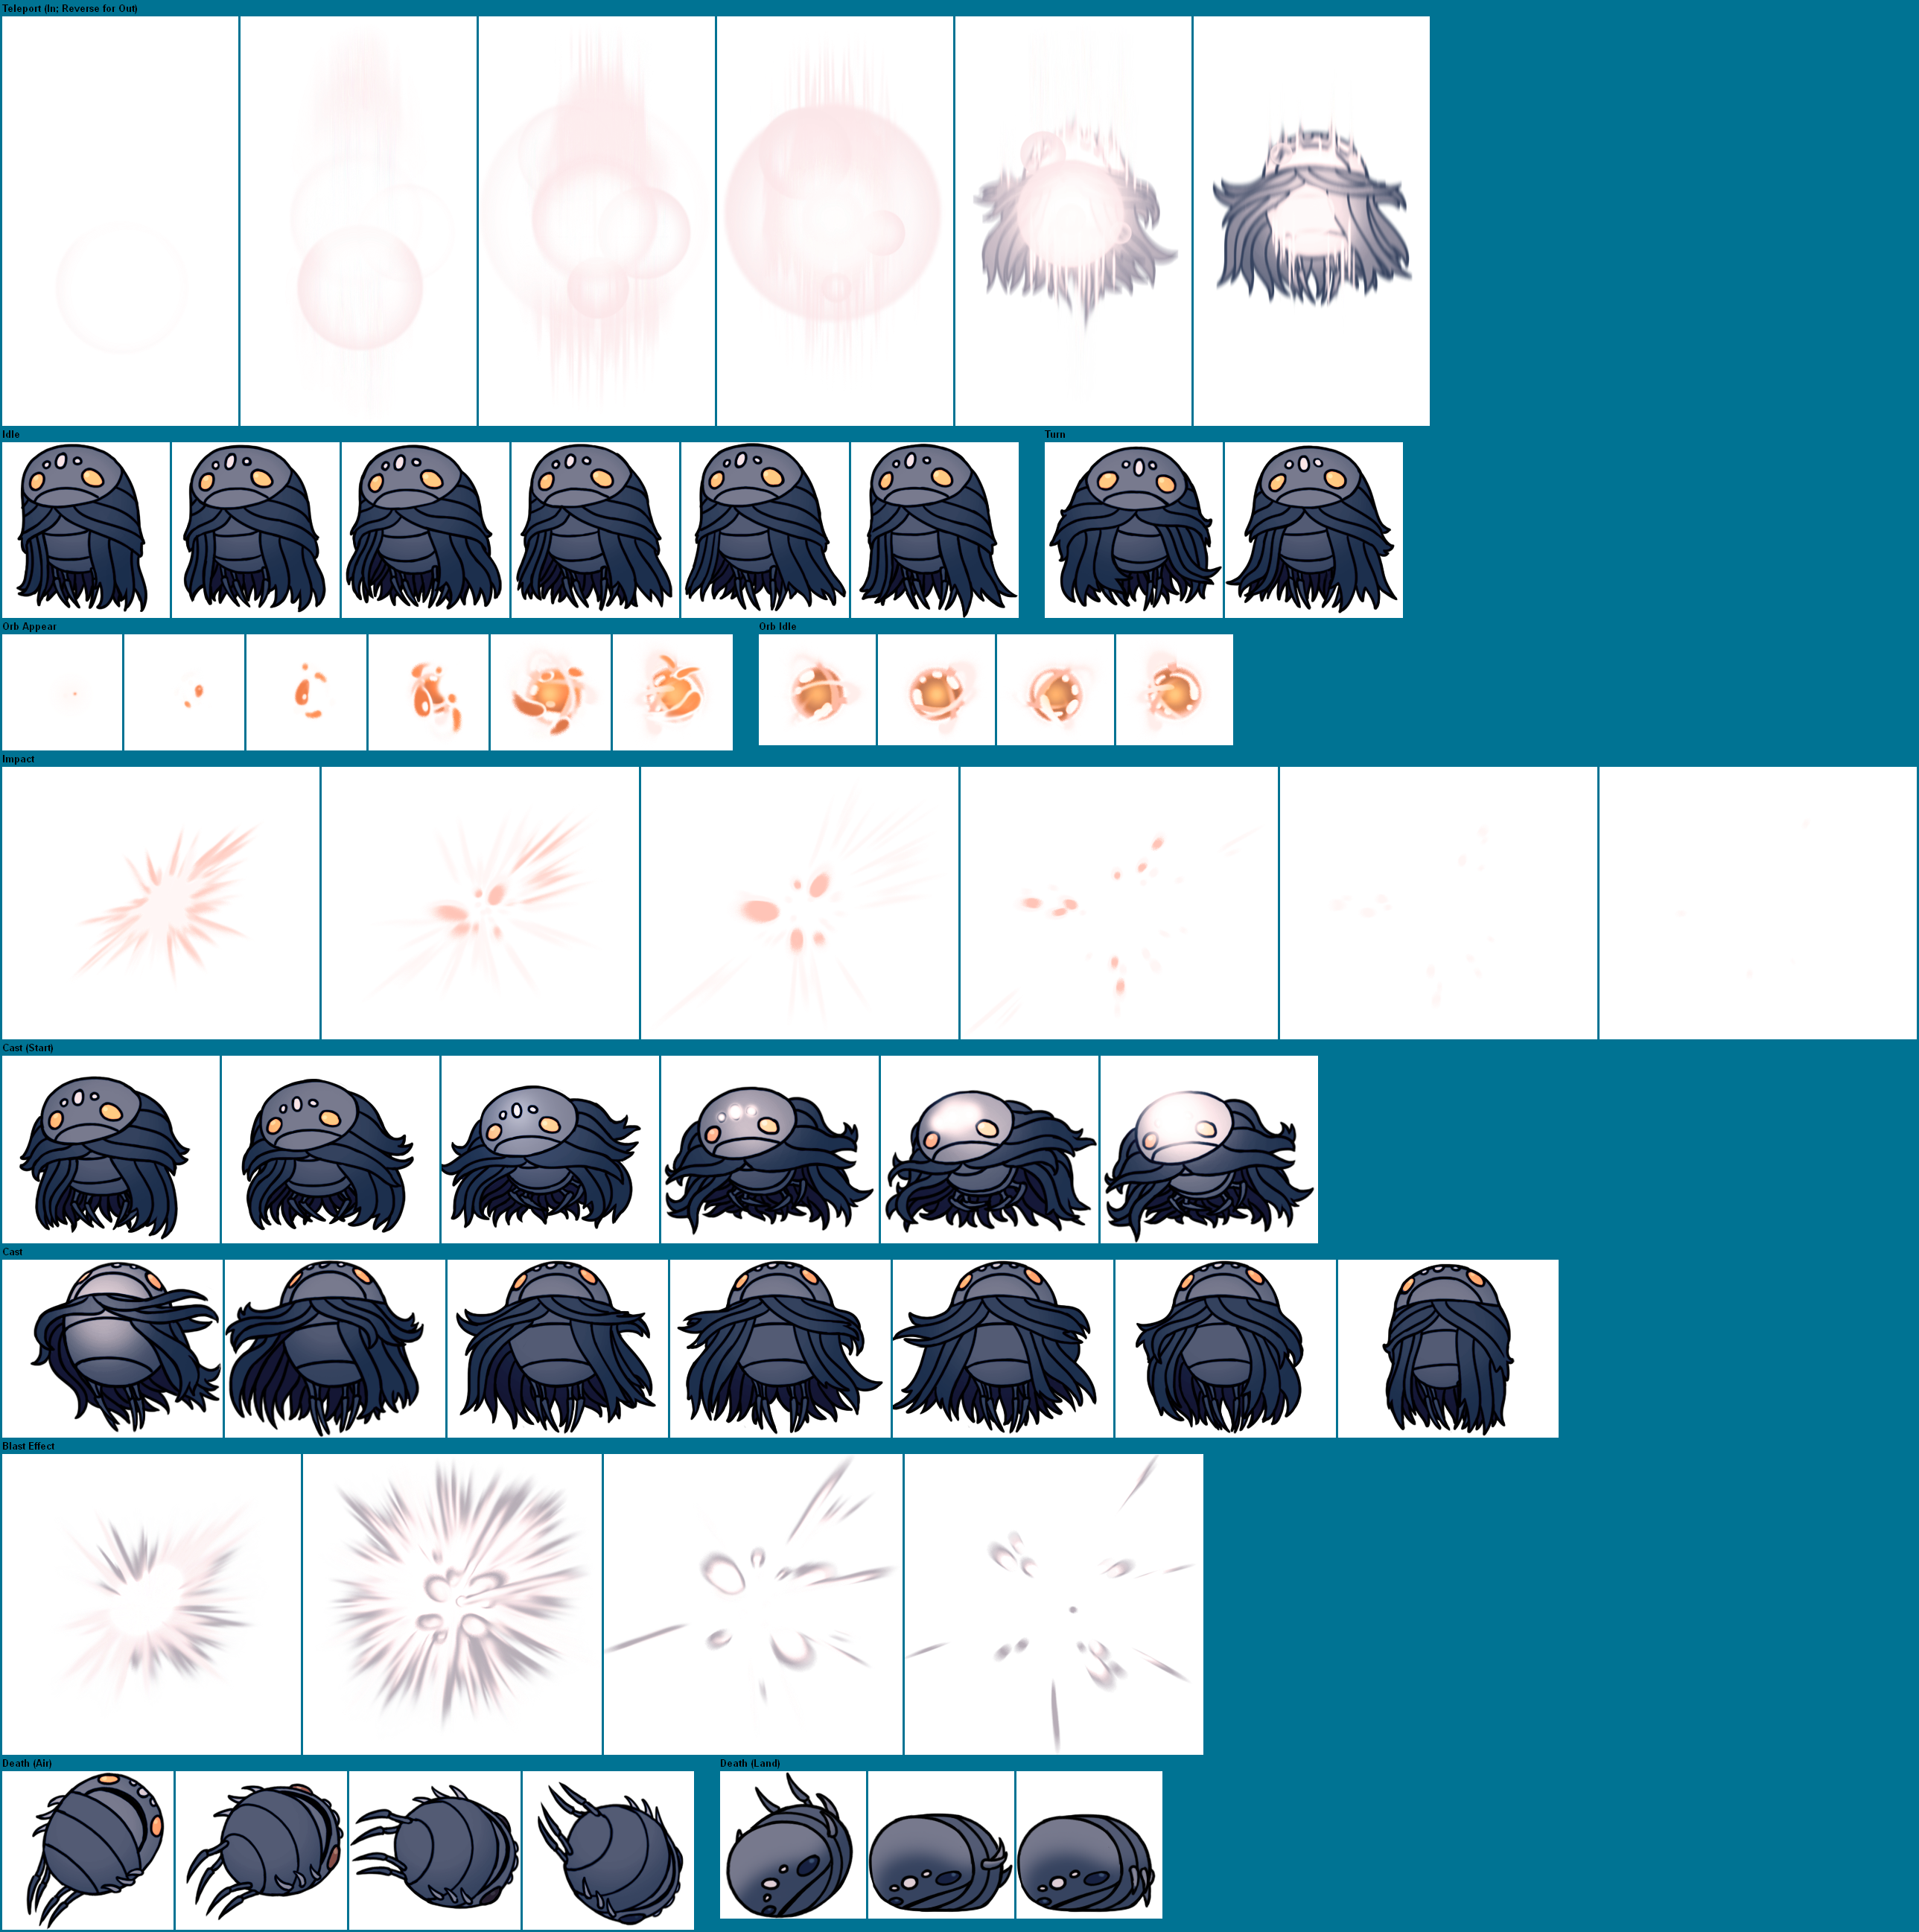 Teleport (In; Reverse for Out)
Idle
Turn
Orb Appear
Orb Idle
Impact
Cast (Start)
Cast
Blast Effect
Death (Air)
Death (Land)